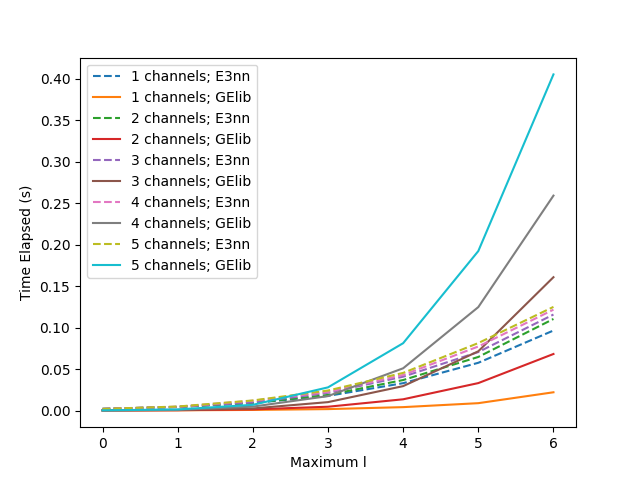 0.40
0.35
0.30
0.25
0.20
0.15
0.10
0.05
0.00
Time Elapsed (s)
1 channels; E3nn
1 channels; GElib
2 channels; E3nn
2 channels; GElib
3 channels; E3nn
3 channels; GElib
4 channels; E3nn
4 channels; GElib
5 channels; E3nn
5 channels; GElib
0 1 2 3 4 5 6
Maximum l